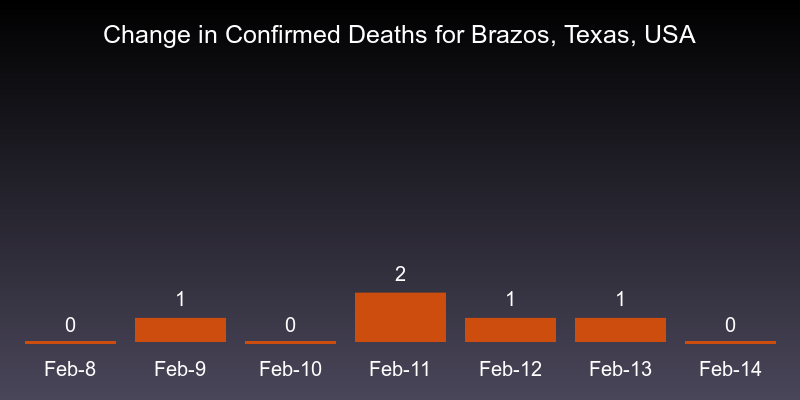 Change in Confirmed Deaths for Brazos, Texas, USA
0 1 0 2 1 1 0
Feb-8 Feb-9 Feb-10 Feb-11 Feb-12 Feb-13 Feb-14